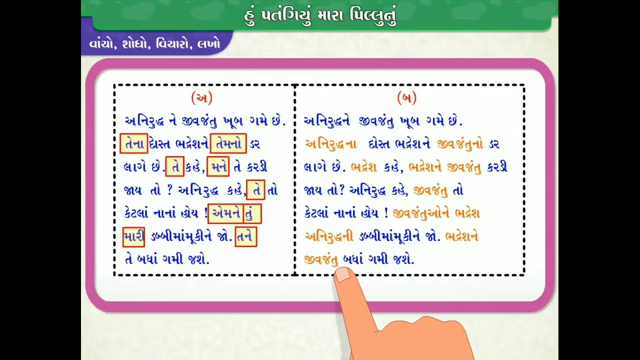 હું પતંગિયું મારા પિલ્લુનું
વાંચો, શોધો, વિચારો, લખો
(અ)
અનિરુદ્ધ ને જીવજંતુ ખૂબ ગમે છે.
તેના દોસ્ત ભદ્રેશને તેમનો ડર
લાગે છે. તે કહે, મને તે કરડી
જાય તો ? અનિરુદ્ધ કહે, તે તો
કેટલાં નાનાં હોય ! એમને તું
મારી ડબ્બીમાંમૂકીને જો. તને
તે બધાં ગમી જશે.
(બ)
અનિરુદ્ધને જીવજંતુ ખૂબ ગમે છે.
અનિરુદ્ધના દોસ્ત ભદ્રેશને જીવજંતુનો ડર
લાગે છે. ભદ્રેશ કહે, ભદ્રેશને જીવજંતુ કરડી
જાય તો? અનિરુદ્ધ કહે, જીવજંતુ તો
કેટલાં નાનાં હોય ! જીવજંતુઓને ભદ્રેશ
અનિરુદ્ધની ડબ્બીમાંમૂકીને જો. ભદ્રેશને
જીવજંતુ બધાં ગમી જશે.